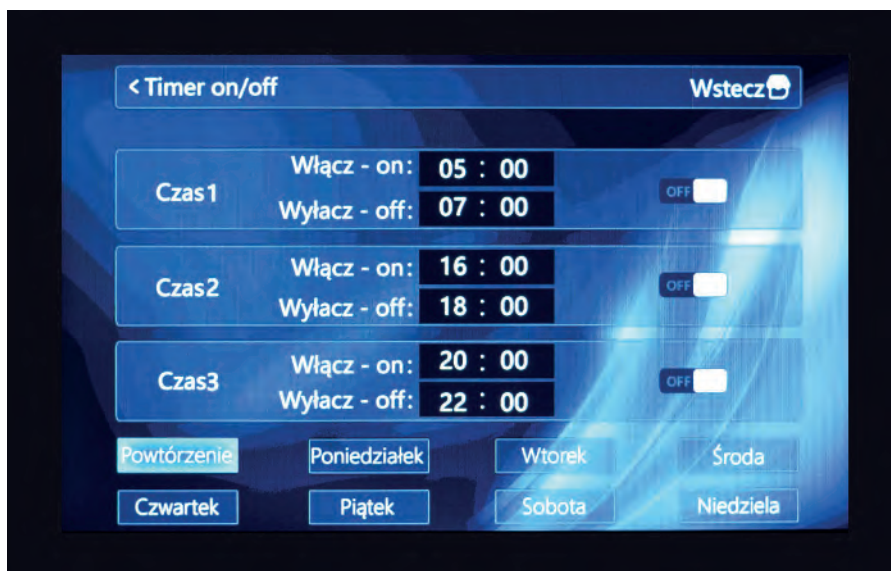 < Timer on/off Wstecz
Włącz - on: 05 : 00
Czas1 OFF
Wyłacz - off: 07 : 00
Włącz - on: 16 : 00
Czas2 OFF
Wyłacz - off: 18 : 00
Włącz - on: 20 : 00
Czas3 OFF
Wyłacz - off: 22 : 00
Powtórzenie Poniedziałek Wtorek Środa
Czwartek Piątek Sobota Niedziela